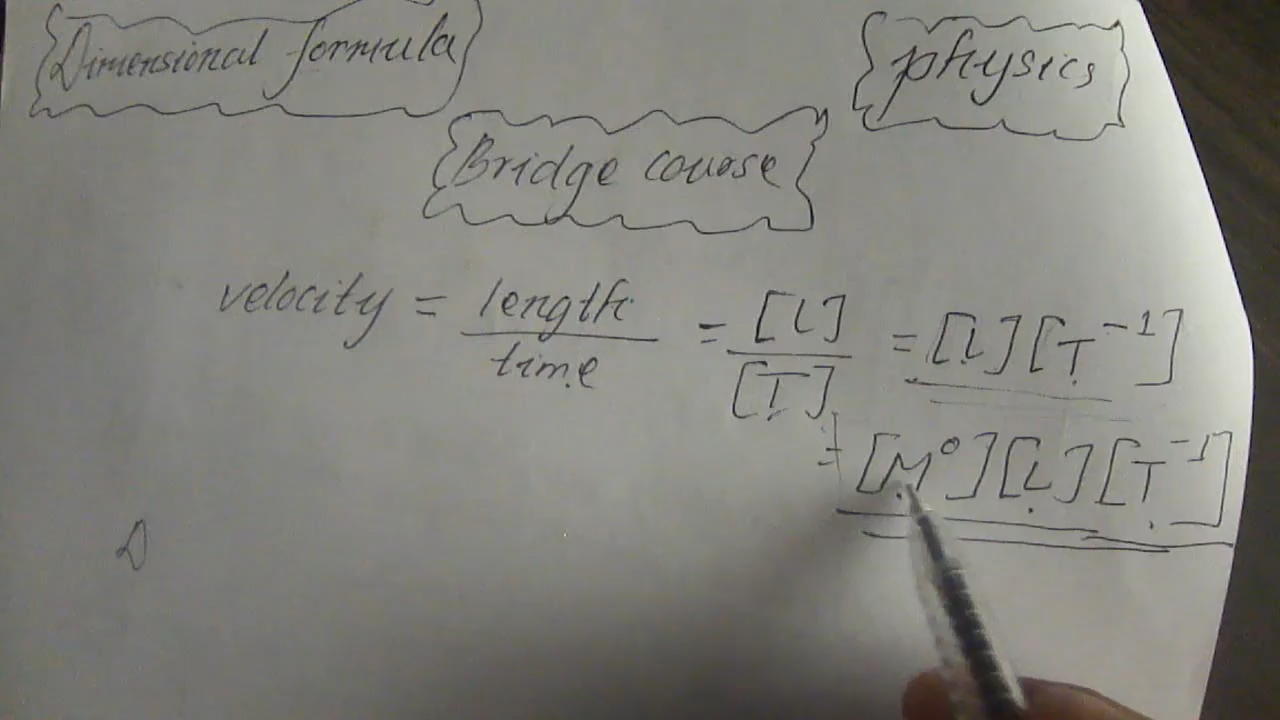 Dimensional formula
physics
Bridge course
velocity = length / time = [L] / [T] = [L] [T⁻¹]
= [M⁰] [L] [T⁻¹]
D